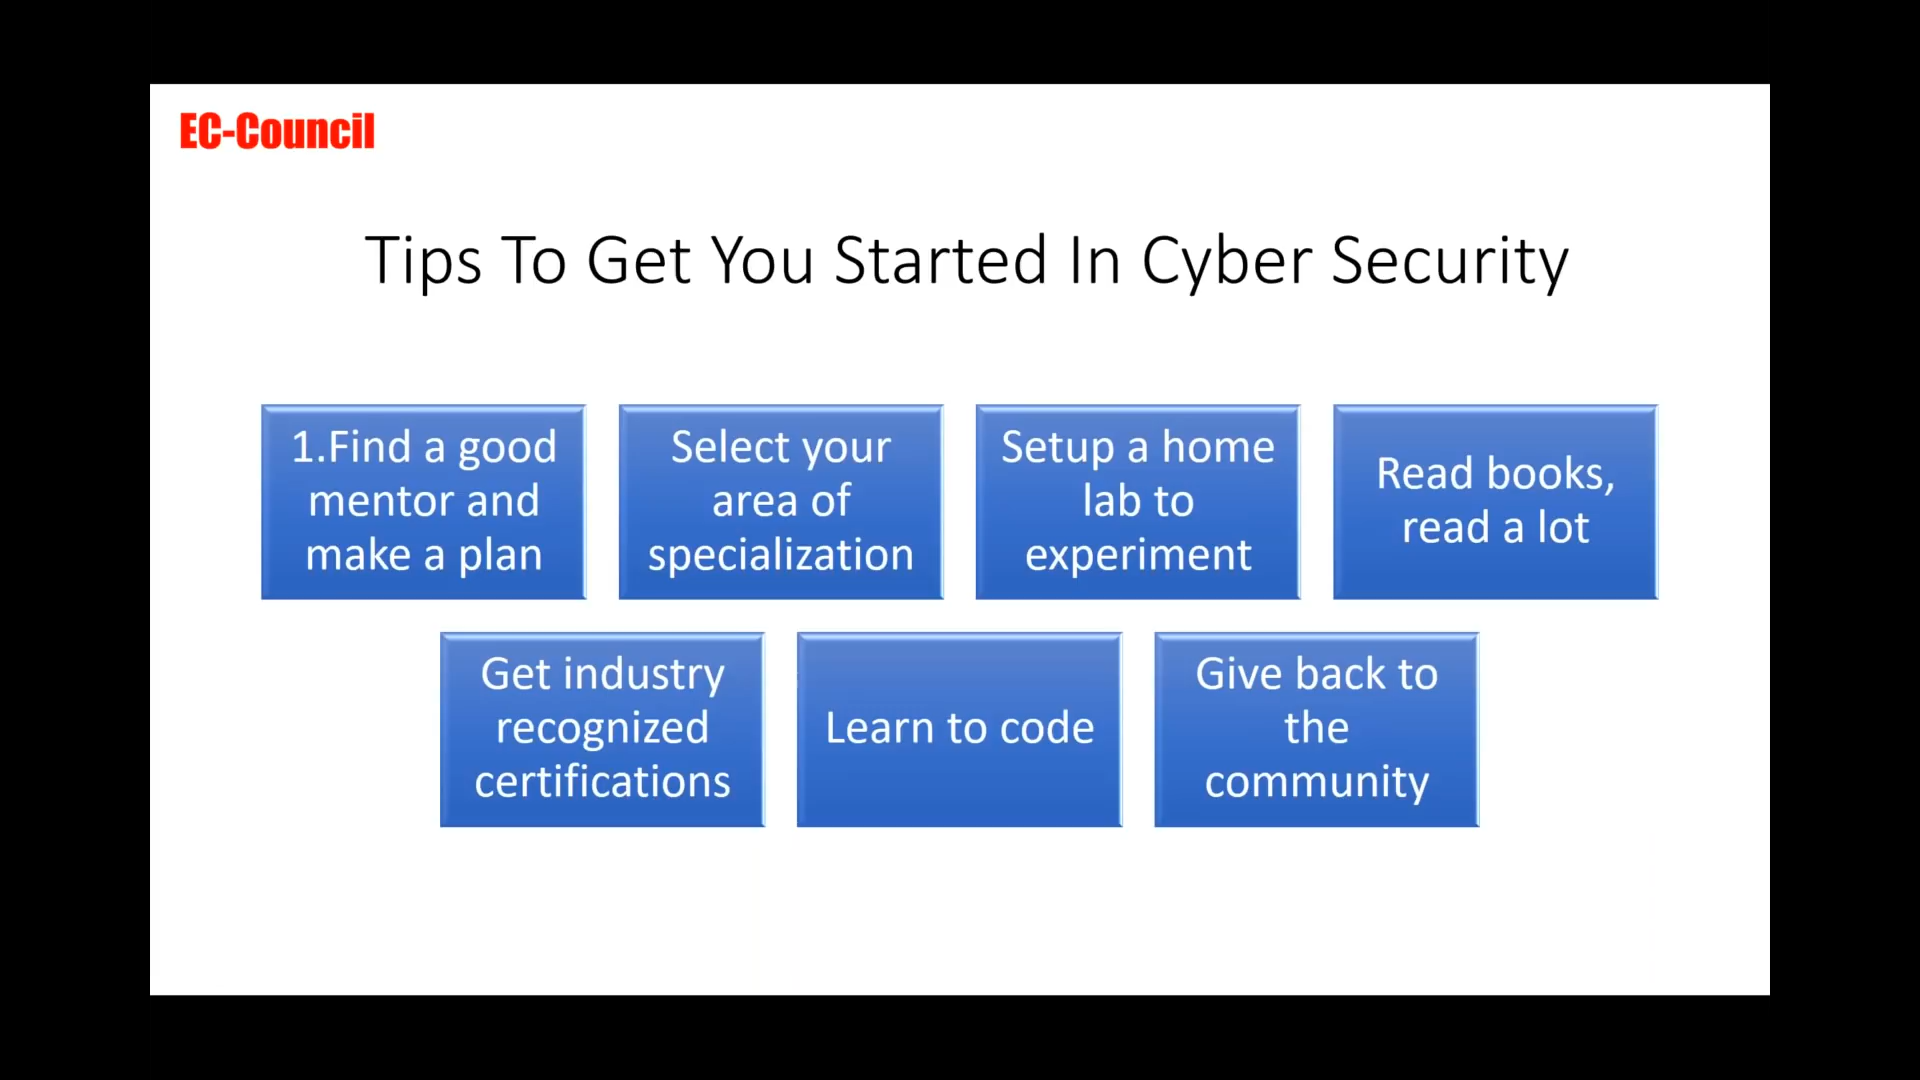 EC-Council
Tips To Get You Started In Cyber Security
1.Find a good
mentor and
make a plan
Select your
area of
specialization
Setup a home
lab to
experiment
Read books,
read a lot
Get industry
recognized
certifications
Learn to code
Give back to
the
community